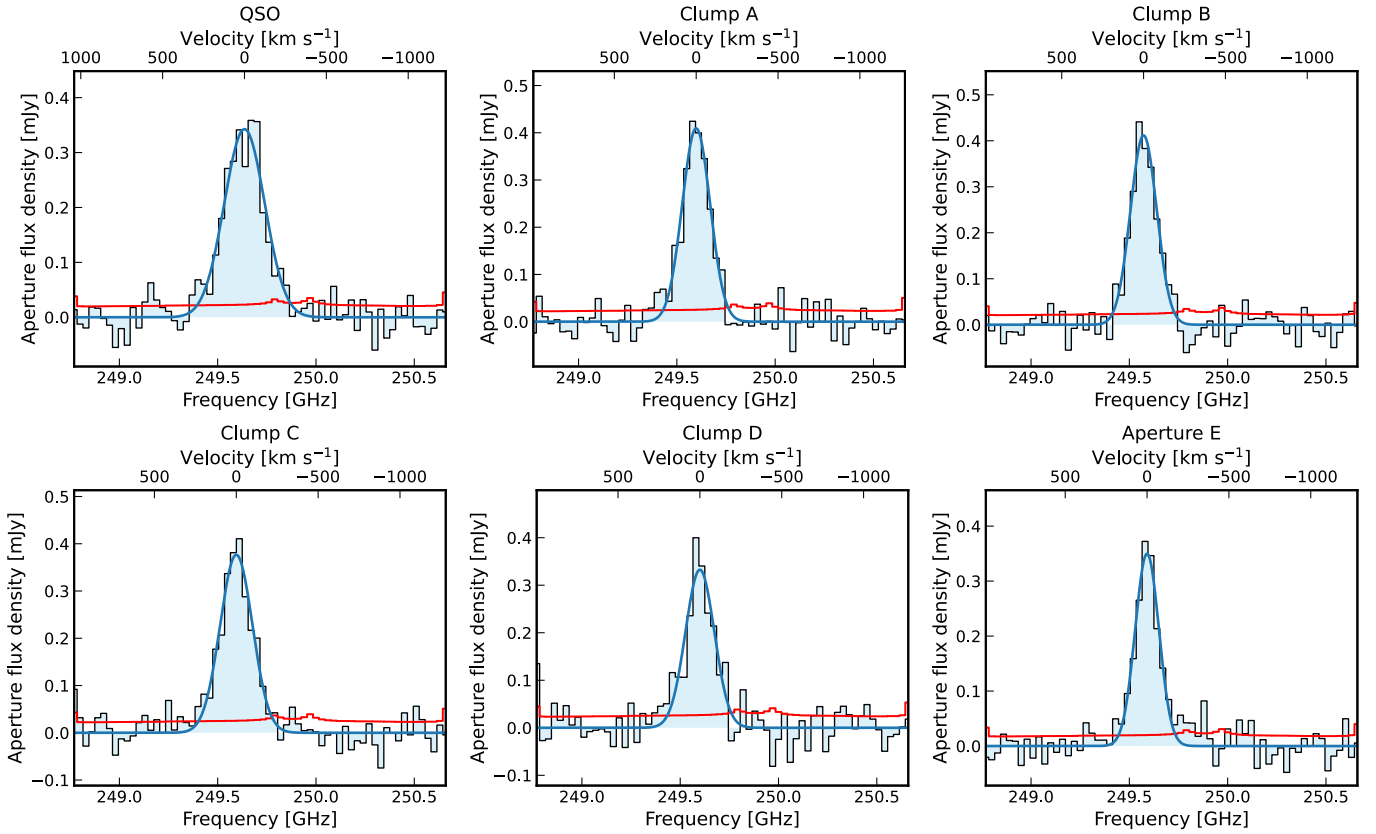 QSO
Velocity [km s⁻¹]
1000 500 0 −500 −1000
Aperture flux density [mJy]
0.4
0.3
0.2
0.1
0.0
249.0 249.5 250.0 250.5
Frequency [GHz]
Clump A
Velocity [km s⁻¹]
500 0 −500 −1000
Aperture flux density [mJy]
0.5
0.4
0.3
0.2
0.1
0.0
249.0 249.5 250.0 250.5
Frequency [GHz]
Clump B
Velocity [km s⁻¹]
500 0 −500 −1000
Aperture flux density [mJy]
0.5
0.4
0.3
0.2
0.1
0.0
249.0 249.5 250.0 250.5
Frequency [GHz]
Clump C
Velocity [km s⁻¹]
500 0 −500 −1000
Aperture flux density [mJy]
0.5
0.4
0.3
0.2
0.1
0.0
−0.1
249.0 249.5 250.0 250.5
Frequency [GHz]
Clump D
Velocity [km s⁻¹]
500 0 −500 −1000
Aperture flux density [mJy]
0.4
0.3
0.2
0.1
0.0
−0.1
249.0 249.5 250.0 250.5
Frequency [GHz]
Aperture E
Velocity [km s⁻¹]
500 0 −500 −1000
Aperture flux density [mJy]
0.4
0.3
0.2
0.1
0.0
249.0 249.5 250.0 250.5
Frequency [GHz]